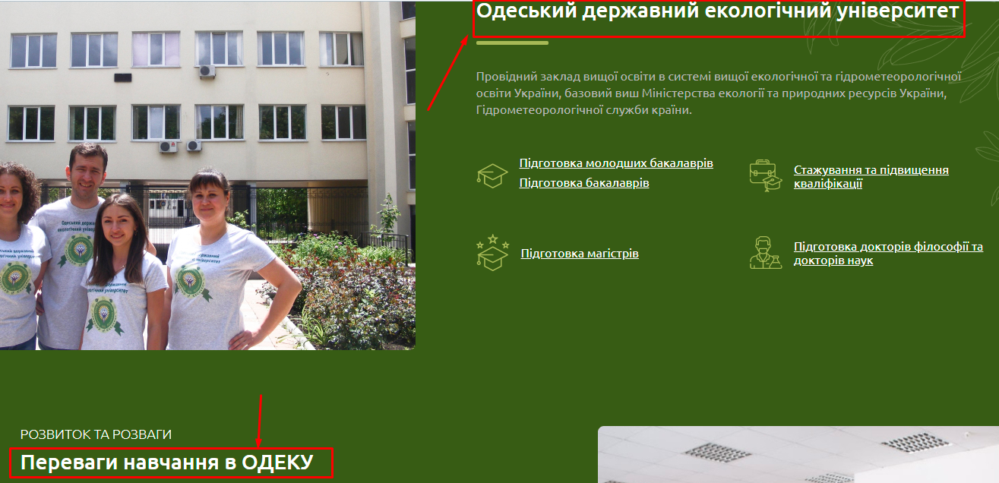 Одеський державний екологічний університет
Провідний заклад вищої освіти в системі вищої екологічної та гідрометеорологічної
освіти України, базовий виш Міністерства екології та природних ресурсів України,
Гідрометеорологічної служби країни.
Підготовка молодших бакалаврів
Підготовка бакалаврів
Стажування та підвищення
кваліфікації
Підготовка магістрів
Підготовка докторів філософії та
докторів наук
Одеський держав
екологічний універс
РОЗВИТОК ТА РОЗВАГИ
Переваги навчання в ОДЕКУ